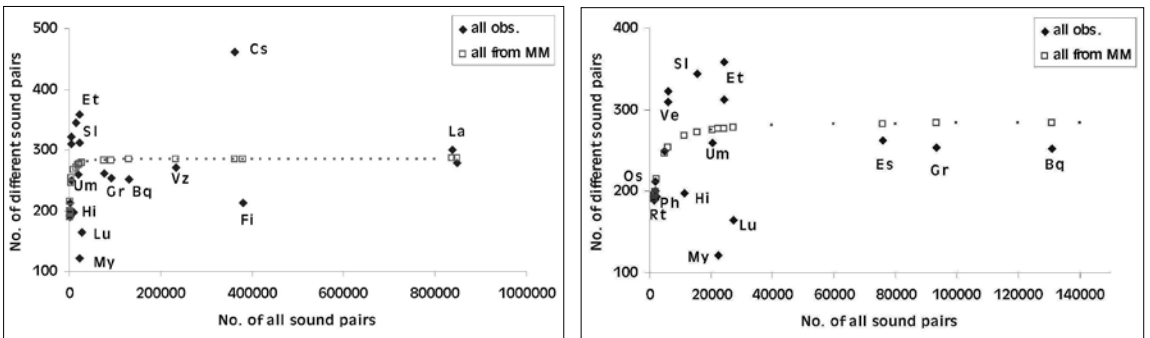 No. of different sound pairs
500
400
300
200
100
0 200000 400000 600000 800000 1000000
No. of all sound pairs
all obs.
all from MM
Cs
Et
Sl
La
Um
Gr Bq
Vz
Hi
Fi
Lu
My
No. of different sound pairs
400
300
200
100
0 20000 40000 60000 80000 100000 120000 140000
No. of all sound pairs
all obs.
all from MM
Sl
Et
Ve
Um
Es
Gr
Bq
Os
Ph
Hi
Rt
Lu
My